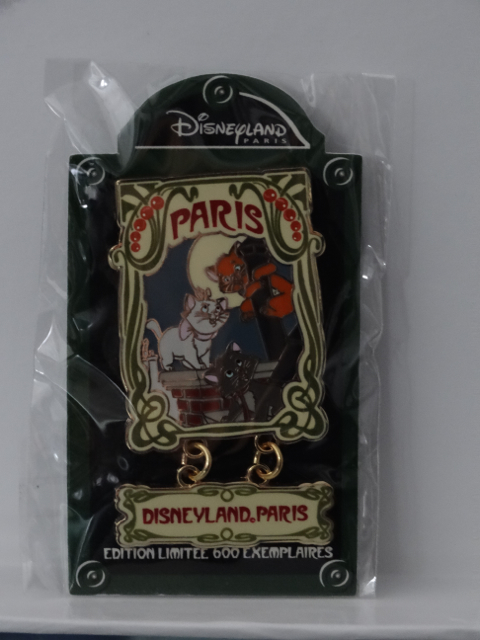 DISNEYLAND
PARIS
PARIS
DISNEYLAND PARIS
EDITION LIMITEE 600 EXEMPLAIRES